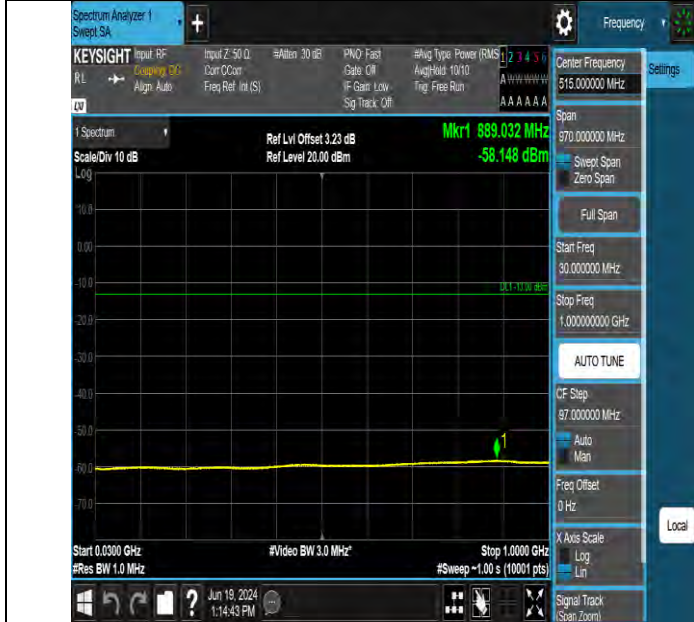 Spectrum Analyzer 1
Swept SA
+
Frequency
KEYSIGHT
RL
Input: RF
Coupling: DC
Align: Auto
Input Z: 50 Ω
Corr CCorr
Freq Ref: Int (S)
#Atten: 30 dB
PNO: Fast
Gate: Off
IF Gain: Low
Sig Track: Off
#Avg Type: Power (RMS
Avg|Hold: 10/10
Trig: Free Run
1 2 3 4 5 6
A W W W W W
A A A A A A
LXI
1 Spectrum
Scale/Div 10 dB
Log
Ref Lvl Offset 3.23 dB
Ref Level 20.00 dBm
Mkr1 889.032 MHz
-58.148 dBm
10.0
0.00
-10.0
DL1 -13.00 dBm
-20.0
-30.0
-40.0
-50.0
1
-60.0
-70.0
Start 0.0300 GHz
#Res BW 1.0 MHz
#Video BW 3.0 MHz*
Stop 1.0000 GHz
#Sweep ~1.00 s (10001 pts)
Center Frequency
515.000000 MHz
Settings
Span
970.000000 MHz
Swept Span
Zero Span
Full Span
Start Freq
30.000000 MHz
Stop Freq
1.000000000 GHz
AUTO TUNE
CF Step
97.000000 MHz
Auto
Man
Freq Offset
0 Hz
Local
X Axis Scale
Log
Lin
Signal Track
(Span Zoom)
?
Jun 19, 2024
1:14:43 PM